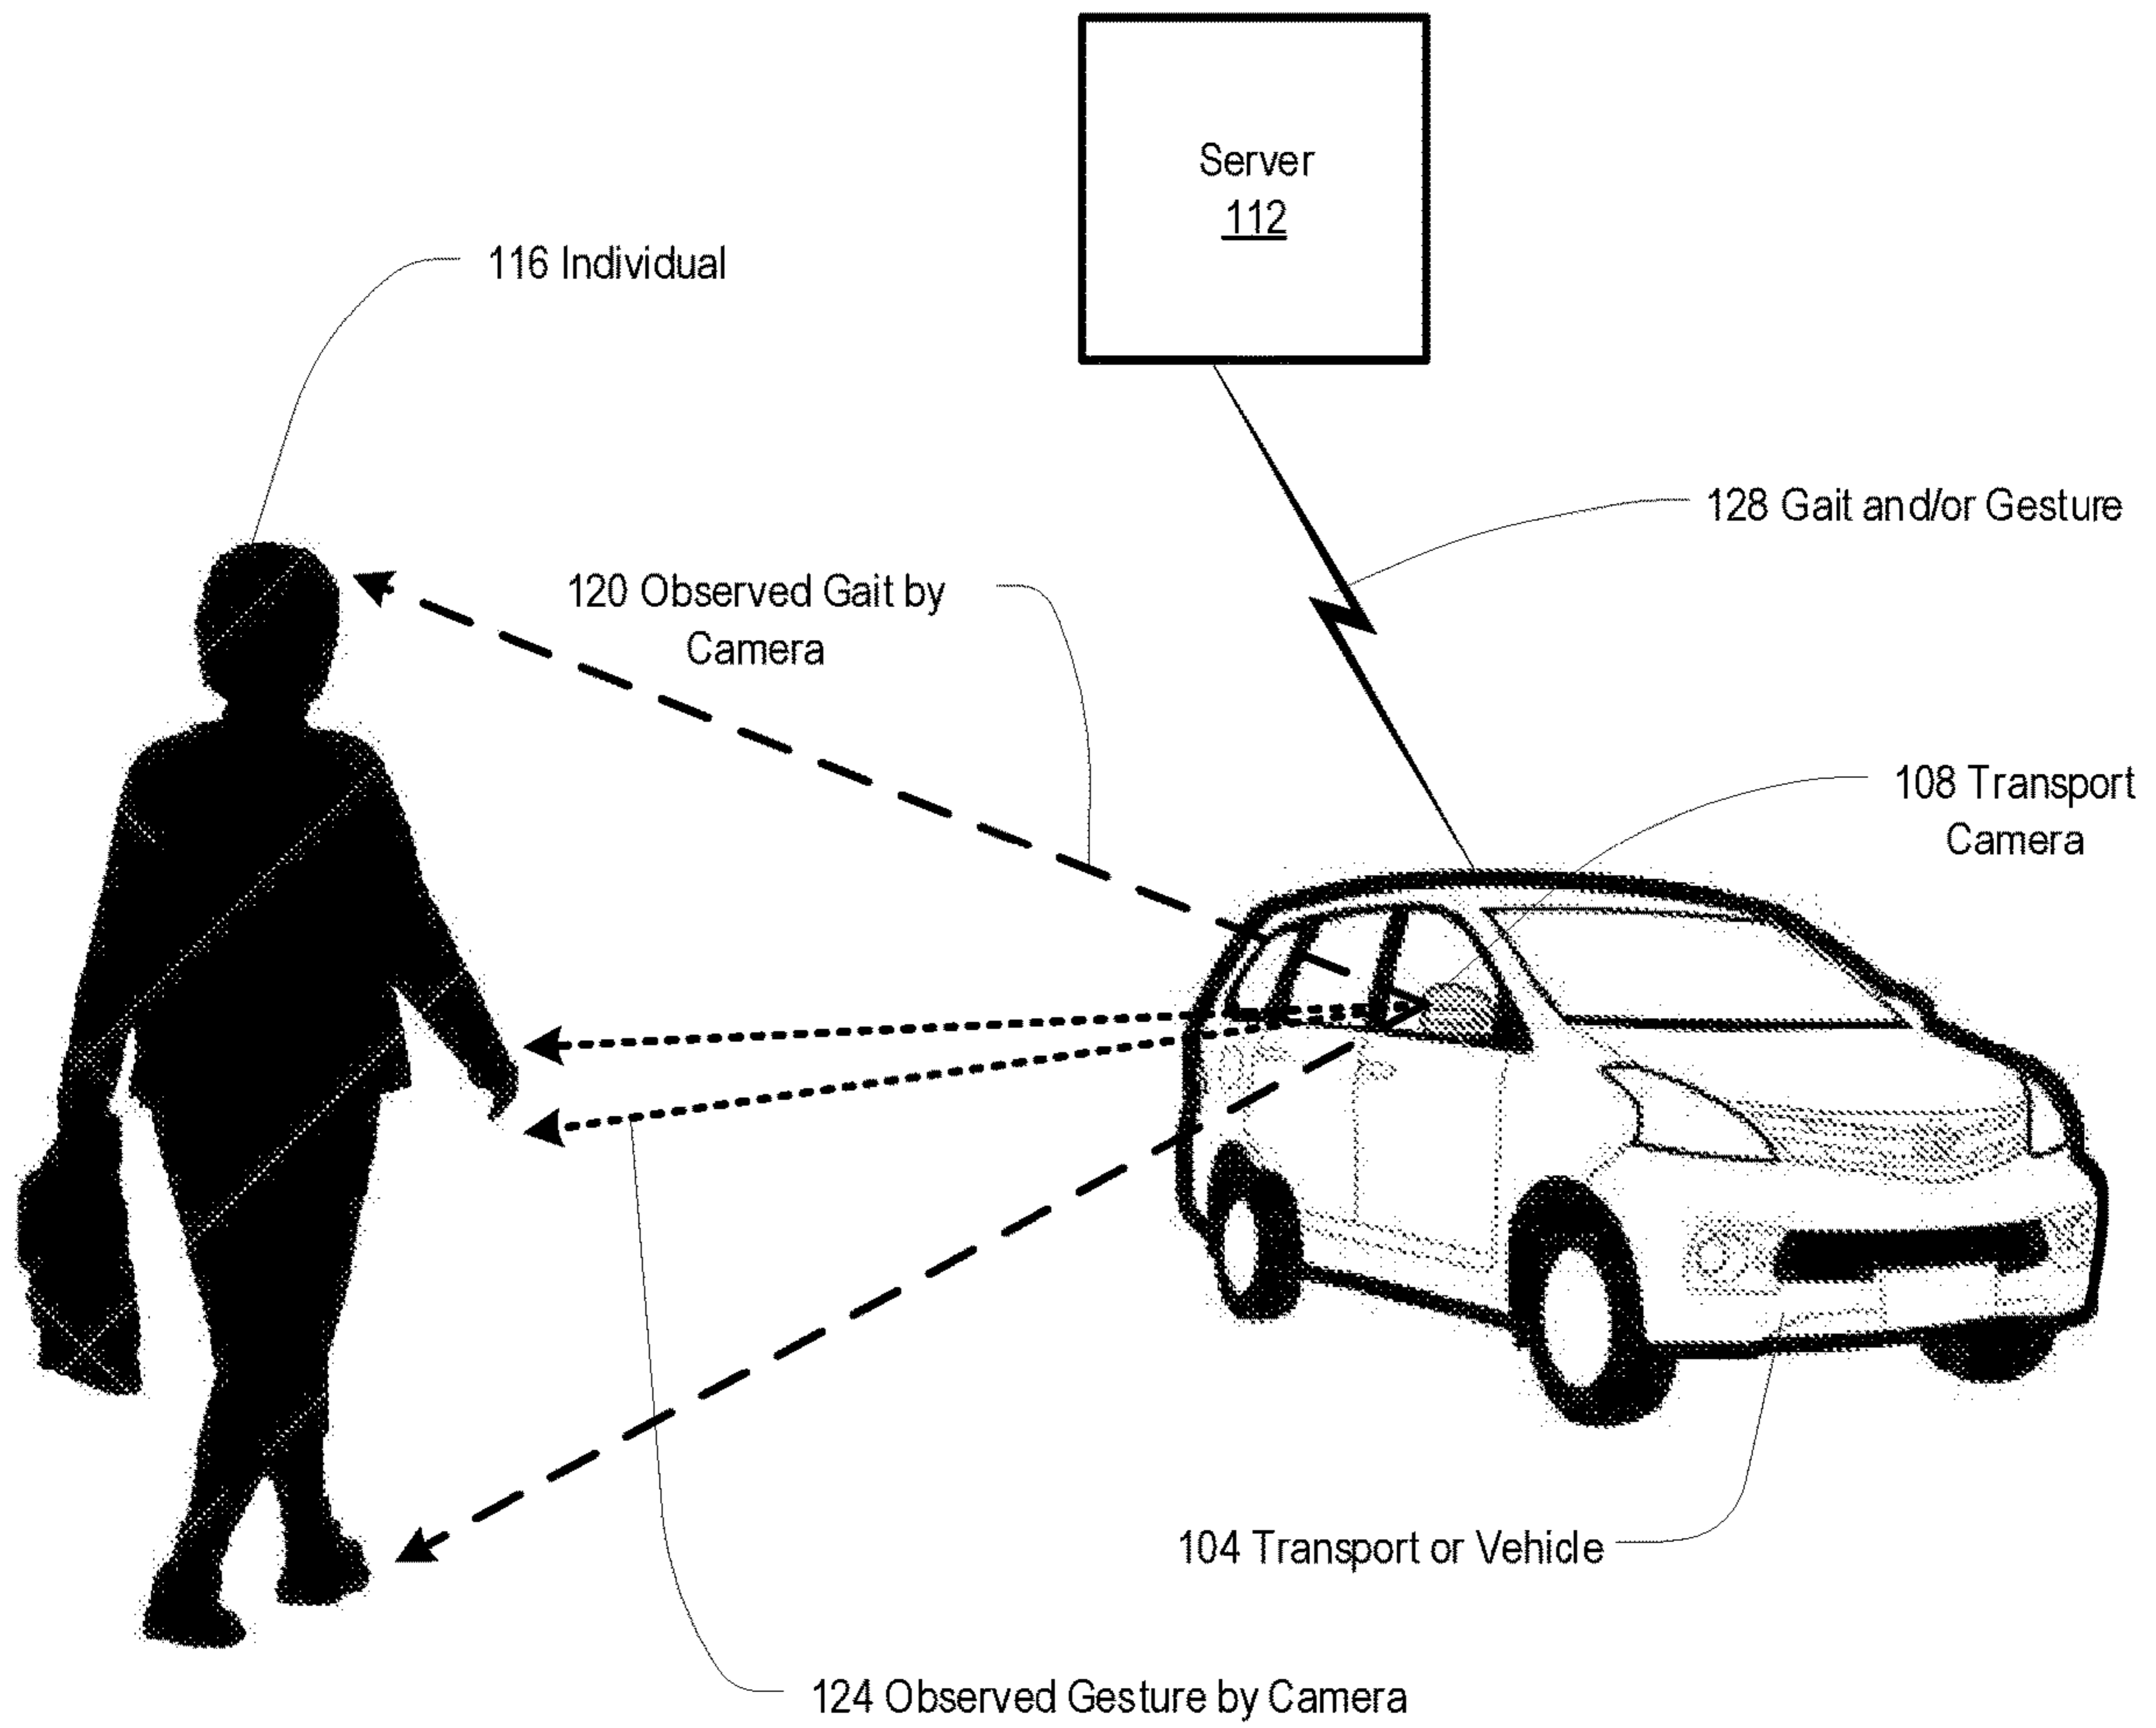 Server
112
116 Individual
128 Gait and/or Gesture
120 Observed Gait by
Camera
108 Transport
Camera
104 Transport or Vehicle
124 Observed Gesture by Camera